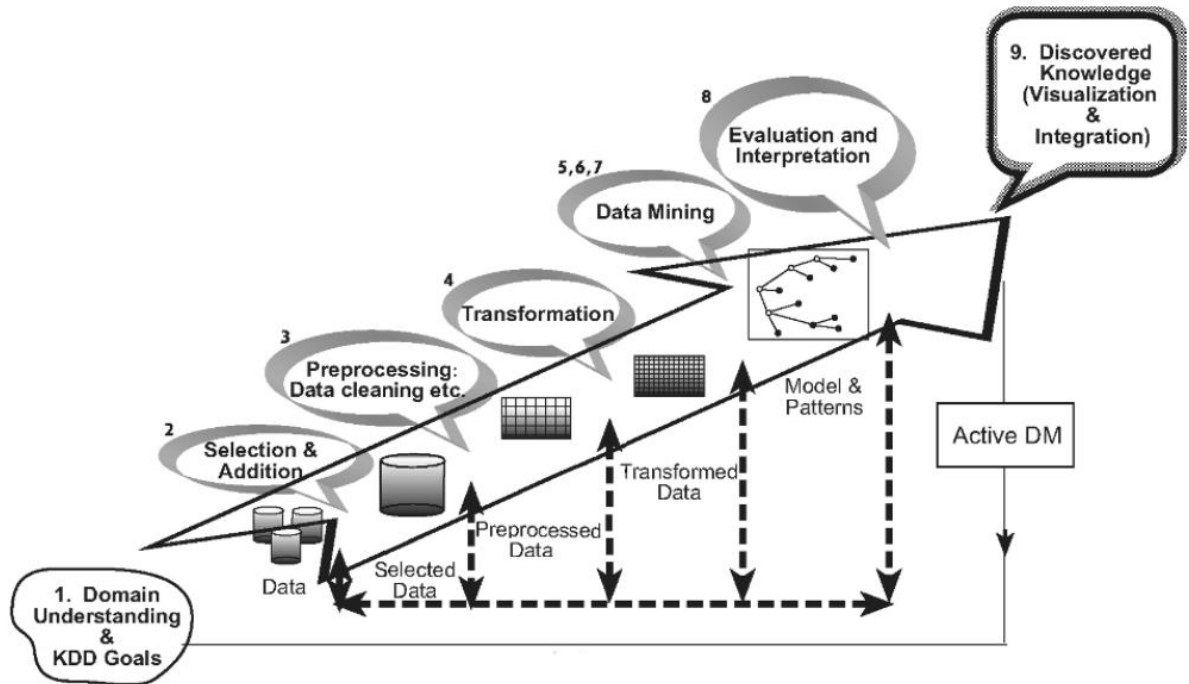 9. Discovered
Knowledge
(Visualization
&
Integration)
8
Evaluation and
Interpretation
5,6,7
Data Mining
4
Transformation
3
Preprocessing:
Data cleaning etc.
2
Selection &
Addition
Model &
Patterns
Active DM
Transformed
Data
Preprocessed
Data
Selected
Data
Data
1. Domain
Understanding
&
KDD Goals